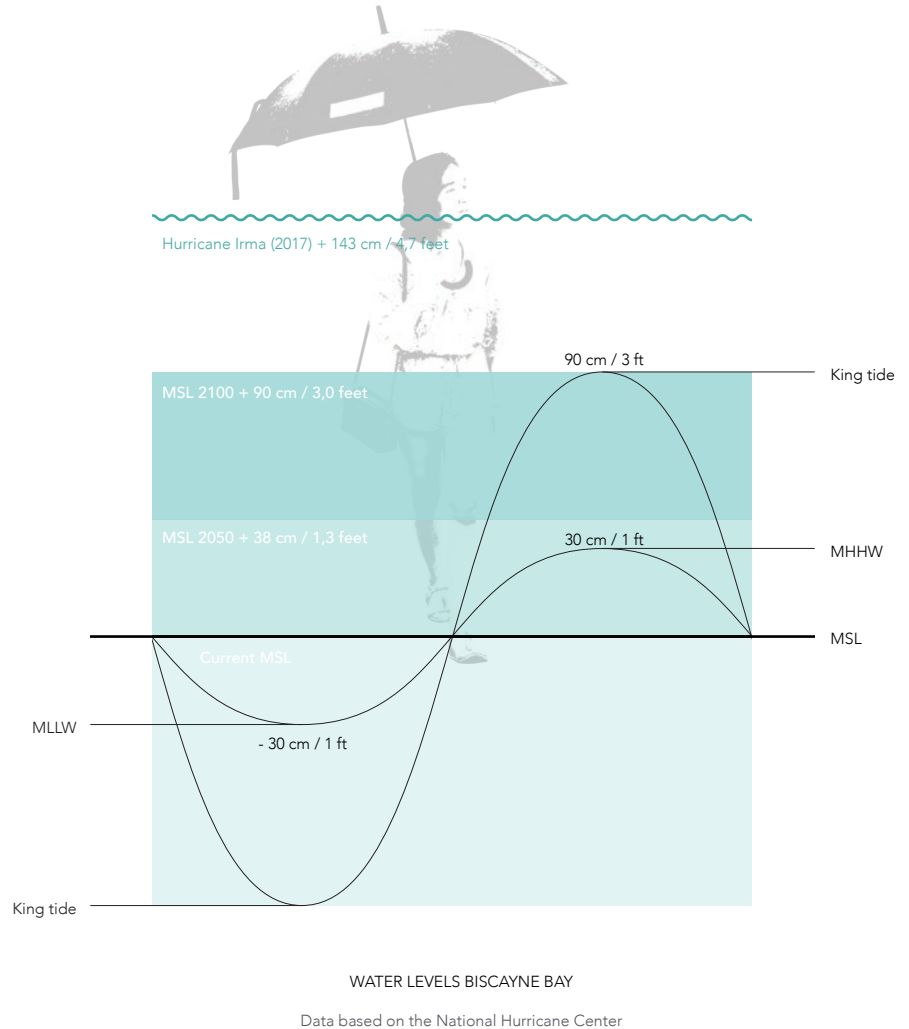 Hurricane Irma (2017) + 143 cm / 4,7 feet
90 cm / 3 ft
King tide
MSL 2100 + 90 cm / 3,0 feet
MSL 2050 + 38 cm / 1,3 feet
30 cm / 1 ft
MHHW
MSL
Current MSL
MLLW
- 30 cm / 1 ft
King tide
WATER LEVELS BISCAYNE BAY
Data based on the National Hurricane Center